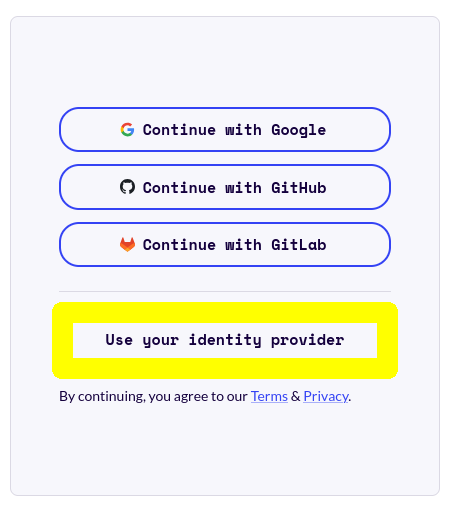 Continue with Google
Continue with GitHub
Continue with GitLab
Use your identity provider
By continuing, you agree to our Terms & Privacy.